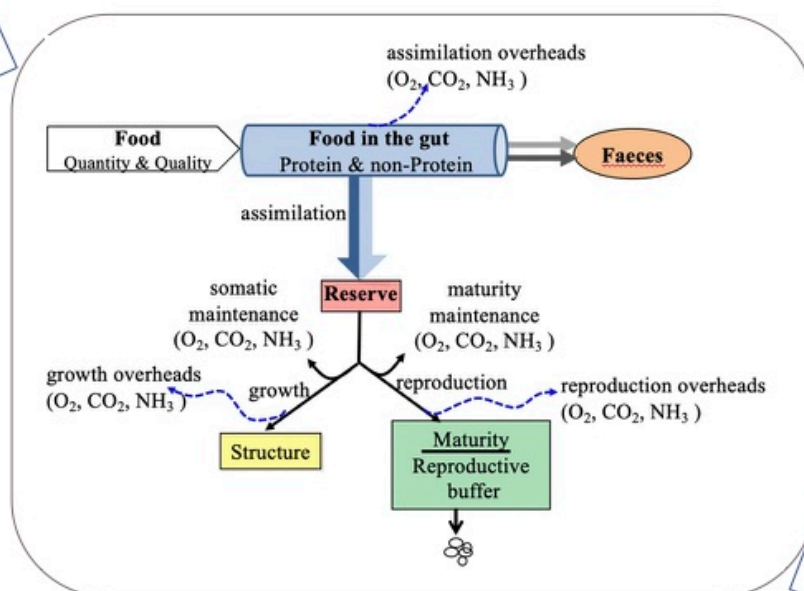 assimilation overheads
(O₂, CO₂, NH₃ )
Food
Quantity & Quality
Food in the gut
Protein & non-Protein
Faeces
assimilation
Reserve
somatic
maintenance
(O₂, CO₂, NH₃ )
maturity
maintenance
(O₂, CO₂, NH₃ )
growth overheads
(O₂, CO₂, NH₃ )
growth
reproduction
reproduction overheads
(O₂, CO₂, NH₃ )
Structure
Maturity
Reproductive
buffer